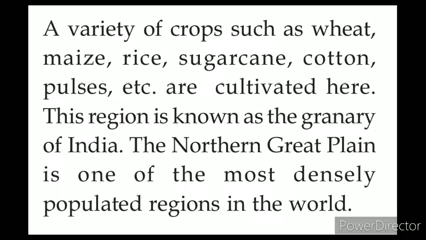 A variety of crops such as wheat,
maize, rice, sugarcane, cotton,
pulses, etc. are cultivated here.
This region is known as the granary
of India. The Northern Great Plain
is one of the most densely
populated regions in the world.
PowerDirector